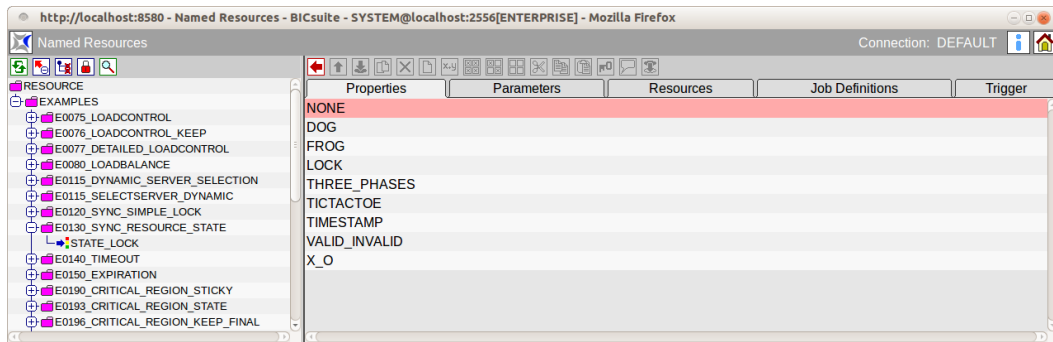 http://localhost:8580 - Named Resources - BICsuite - SYSTEM@localhost:2556[ENTERPRISE] - Mozilla Firefox
Named Resources
Connection: DEFAULT
RESOURCE
EXAMPLES
E0075_LOADCONTROL
E0076_LOADCONTROL_KEEP
E0077_DETAILED_LOADCONTROL
E0080_LOADBALANCE
E0115_DYNAMIC_SERVER_SELECTION
E0115_SELECTSERVER_DYNAMIC
E0120_SYNC_SIMPLE_LOCK
E0130_SYNC_RESOURCE_STATE
STATE_LOCK
E0140_TIMEOUT
E0150_EXPIRATION
E0190_CRITICAL_REGION_STICKY
E0193_CRITICAL_REGION_STATE
E0196_CRITICAL_REGION_KEEP_FINAL
Properties Parameters Resources Job Definitions Trigger
NONE
DOG
FROG
LOCK
THREE_PHASES
TICTACTOE
TIMESTAMP
VALID_INVALID
X_O